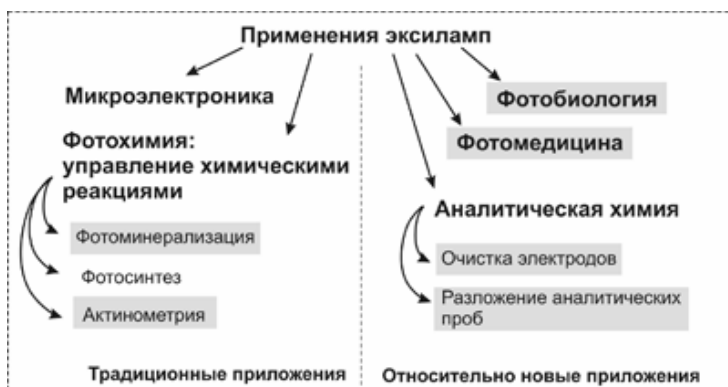 Применения эксиламп
Микроэлектроника
Фотохимия:
управление химическими
реакциями
Фотоминерализация
Фотосинтез
Актинометрия
Традиционные приложения
Фотобиология
Фотомедицина
Аналитическая химия
Очистка электродов
Разложение аналитических
проб
Относительно новые приложения